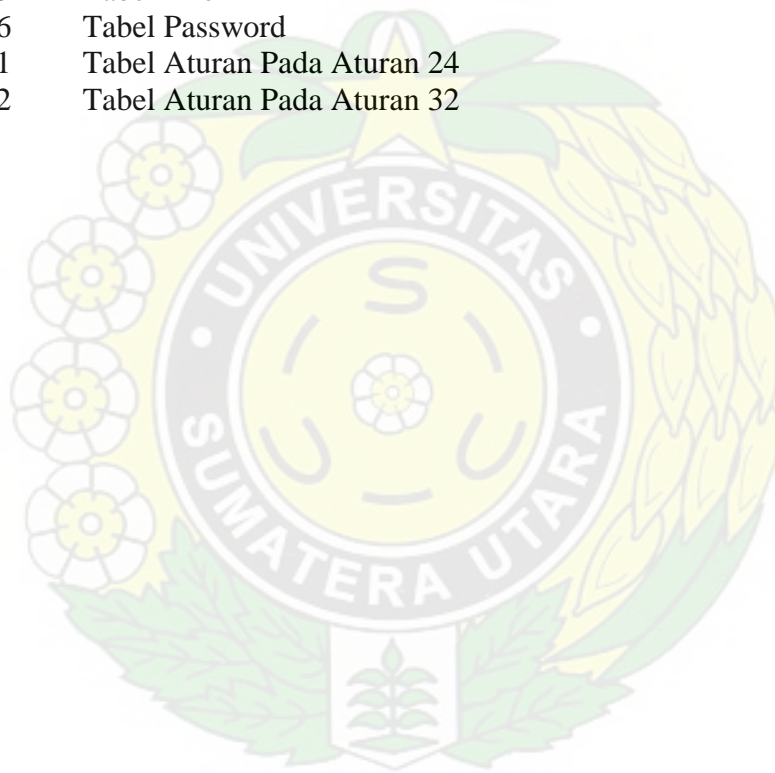 6 Tabel Password
1 Tabel Aturan Pada Aturan 24
2 Tabel Aturan Pada Aturan 32
UNIVERSITAS
U S U
SUMATERA UTARA